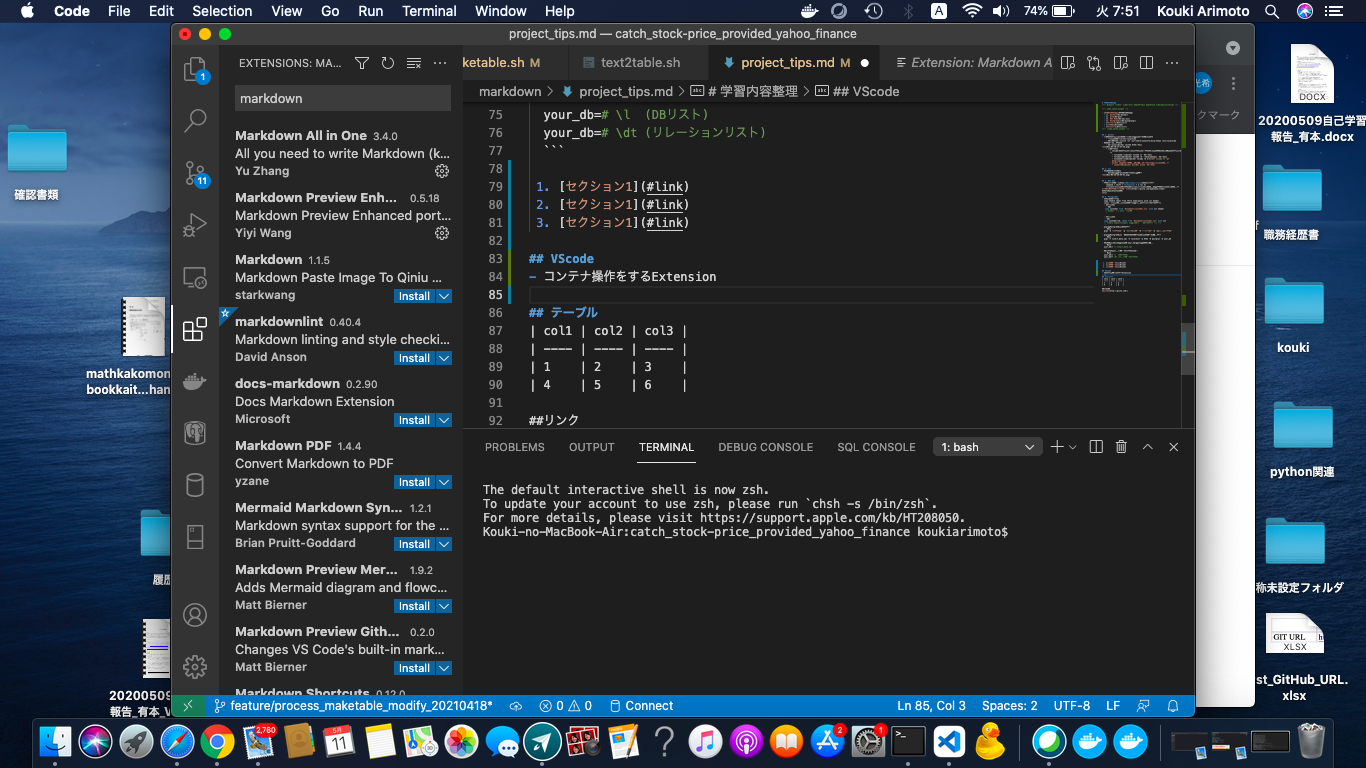 Code File Edit Selection View Go Run Terminal Window Help
A 74% 火 7:51 Kouki Arimoto
project_tips.md — catch_stock-price_provided_yahoo_finance
EXTENSIONS: MA...
ketable.sh M
text2table.sh
project_tips.md M
Extension: Markdown A
markdown > project_tips.md > # 学習内容整理 > ## VScode
1
11
markdown
Markdown All in One 3.4.0
All you need to write Markdown (k...
Yu Zhang
Markdown Preview Enh... 0.5.18
Markdown Preview Enhanced port...
Yiyi Wang
Markdown 1.1.5
Markdown Paste Image To QiNiu ...
starkwang Install
markdownlint 0.40.4
Markdown linting and style checki...
David Anson Install
docs-markdown 0.2.90
Docs Markdown Extension
Microsoft Install
Markdown PDF 1.4.4
Convert Markdown to PDF
yzane Install
Mermaid Markdown Syn... 1.2.1
Markdown syntax support for the ...
Brian Pruitt-Goddard Install
Markdown Preview Mer... 1.9.2
Adds Mermaid diagram and flowc...
Matt Bierner Install
Markdown Preview Gith... 0.2.0
Changes VS Code's built-in mark...
Matt Bierner Install
Markdown Shortcuts 0.12.0
75 your_db=# \l (DBリスト)
76 your_db=# \dt (リレーションリスト)
77 ```
78
79 1. [セクション1](#link)
80 2. [セクション1](#link)
81 3. [セクション1](#link)
82
83 ## VScode
84 - コンテナ操作をするExtension
85
86 ## テーブル
87 | col1 | col2 | col3 |
88 | ---- | ---- | ---- |
89 | 1 | 2 | 3 |
90 | 4 | 5 | 6 |
91
92 ##リンク
PROBLEMS OUTPUT TERMINAL DEBUG CONSOLE SQL CONSOLE 1: bash
The default interactive shell is now zsh.
To update your account to use zsh, please run `chsh -s /bin/zsh`.
For more details, please visit https://support.apple.com/kb/HT208050.
Kouki-no-MacBook-Air:catch_stock-price_provided_yahoo_finance koukiarimoto$
feature/process_maketable_modify_20210418* 0 0 Connect
Ln 85, Col 3 Spaces: 2 UTF-8 LF
確認書類
mathkakomon
bookkait...han
履歴
20200509
報告_有本_V
光希
クマーク
DOCX
20200509自己学習
報告_有本.docx
職務経歴書
kouki
python関連
称未設定フォルダ
GIT URL
XLSX
st_GitHub_URL.
xlsx
2,760
5月
11
2
1